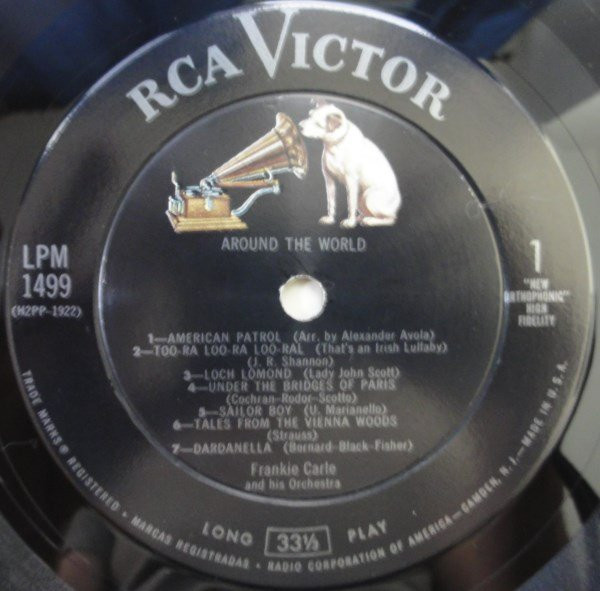 RCA VICTOR
AROUND THE WORLD
LPM
1499
(H2PP-1922)
1
"NEW
ORTHOPHONIC"
HIGH
FIDELITY
1—AMERICAN PATROL (Arr. by Alexander Avola)
2—TOO-RA LOO-RA LOO-RAL (That's an Irish Lullaby)
(J. R. Shannon)
3—LOCH LOMOND (Lady John Scott)
4—UNDER THE BRIDGES OF PARIS
(Cochran-Rodor-Scotto)
5—SAILOR BOY (U. Marianello)
6—TALES FROM THE VIENNA WOODS
(Strauss)
7—DARDANELLA (Bernard-Black-Fisher)
Frankie Carle
and his Orchestra
LONG 33⅓ PLAY
TRADE MARKS ® REGISTERED • MARCAS REGISTRADAS • RADIO CORPORATION OF AMERICA—CAMDEN, N. J.—MADE IN U.S.A.